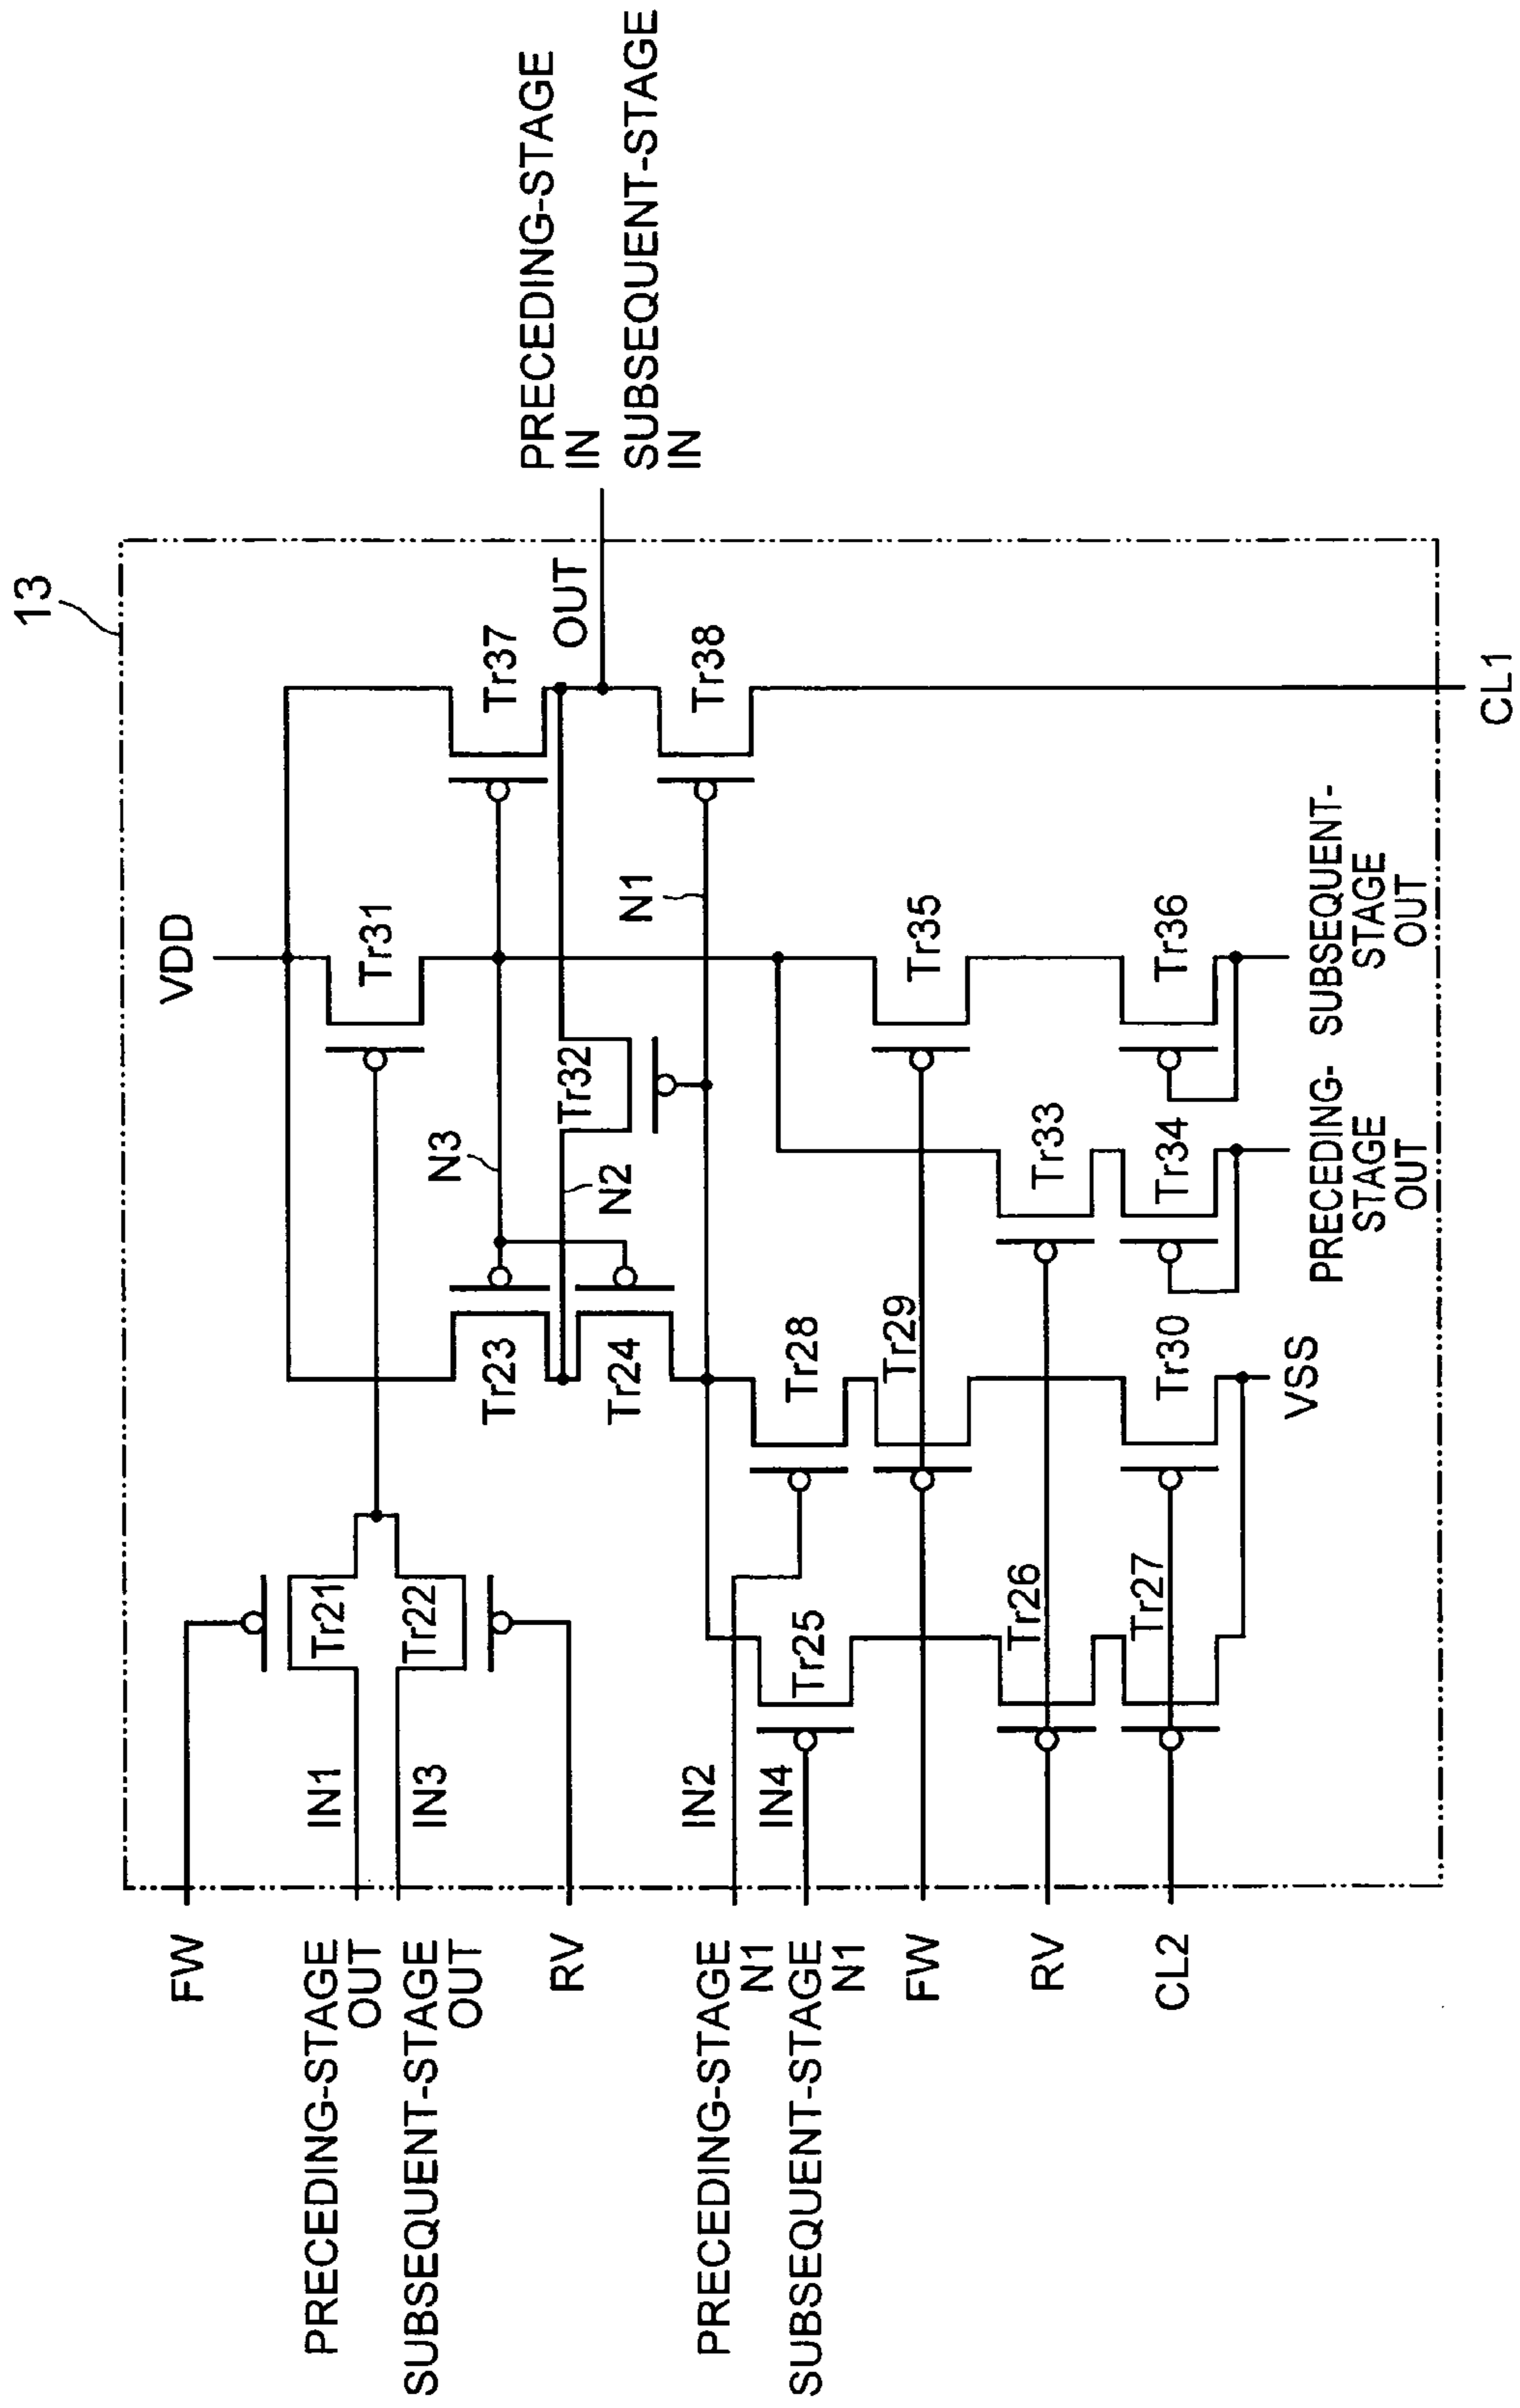 13
VDD
FW
IN1
IN3
Tr21
Tr22
PRECEDING-STAGE
OUT
SUBSEQUENT-STAGE
OUT
RV
Tr31
Tr37
N3
Tr23
Tr32
N2
Tr24
OUT
PRECEDING-STAGE
IN
SUBSEQUENT-STAGE
IN
N1
Tr38
IN2
IN4
PRECEDING-STAGE
N1
SUBSEQUENT-STAGE
N1
Tr25
Tr28
FW
Tr29
Tr35
RV
Tr26
Tr33
CL2
Tr27
Tr30
Tr34
Tr36
VSS
PRECEDING-
STAGE
OUT
SUBSEQUENT-
STAGE
OUT
CL1